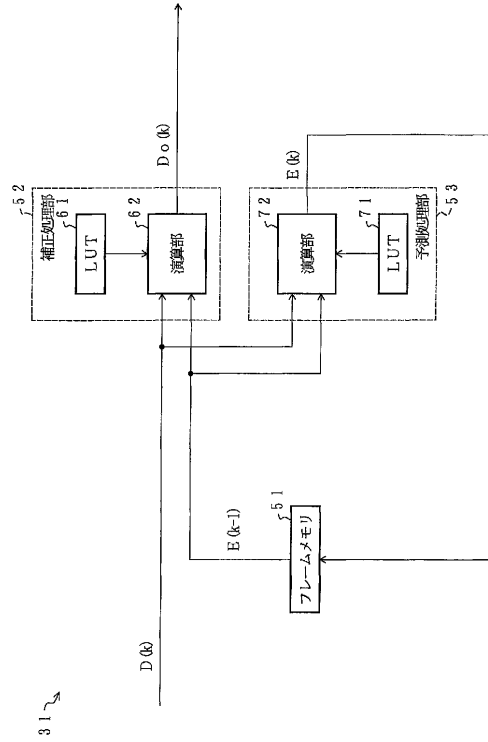 31
D(k)
E(k-1)
51
フレームメモリ
52
補正処理部
61
LUT
62
演算部
Do(k)
72
演算部
E(k)
71
LUT
予測処理部
53